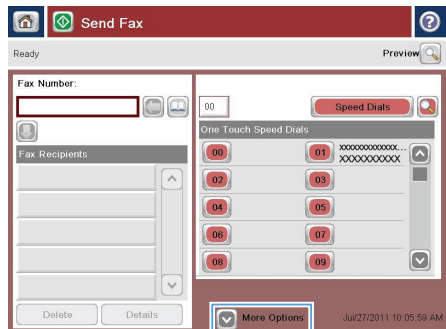 Send Fax
Ready
Preview
Fax Number:
00
Speed Dials
One Touch Speed Dials
Fax Recipients
00
01
XXXXXXXXXXXX...
XXXXXXXXXX
02
03
04
05
06
07
08
09
Delete
Details
More Options
Jul/27/2011 10:05:59 AM